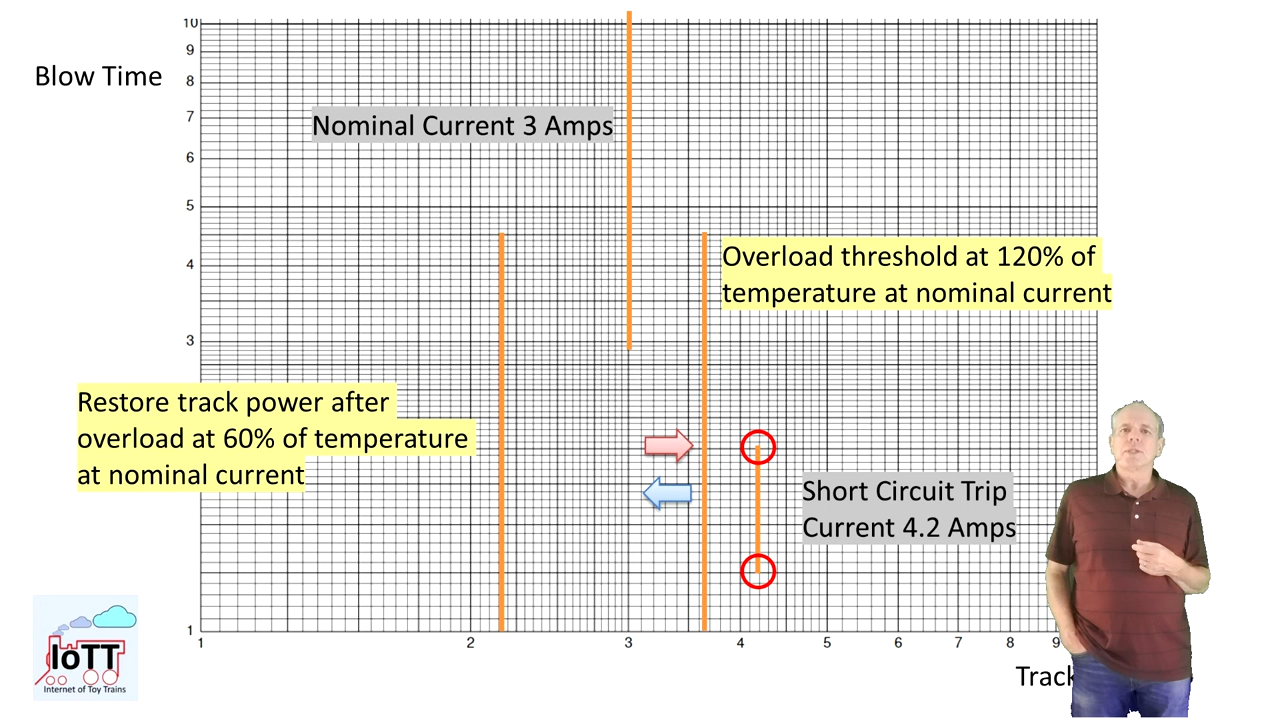 10
9
Blow Time
8
Nominal Current 3 Amps
7
6
5
Overload threshold at 120% of
temperature at nominal current
4
3
Restore track power after
overload at 60% of temperature
at nominal current
Short Circuit Trip
Current 4.2 Amps
1
1 2 3 4 5 6 7 8 9
Track
IoTT
Internet of Toy Trains